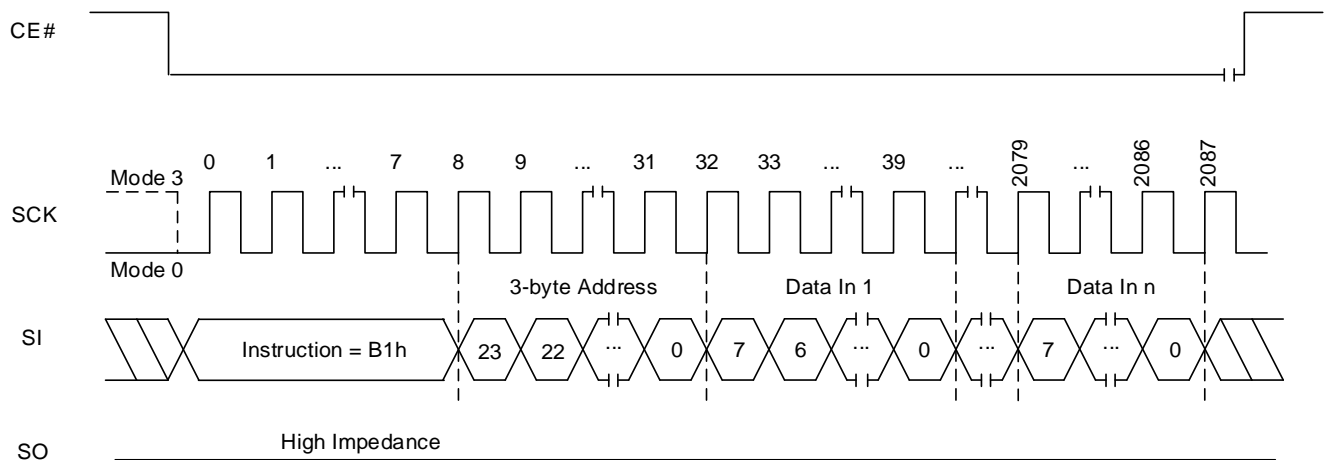 CE#
0 1 ... 7 8 9 ... 31 32 33 ... 39 ... 2079 ... 2086 2087
Mode 3
SCK
Mode 0
3-byte Address Data In 1 Data In n
SI
Instruction = B1h 23 22 ... 0 7 6 ... 0 ... 7 ... 0
High Impedance
SO